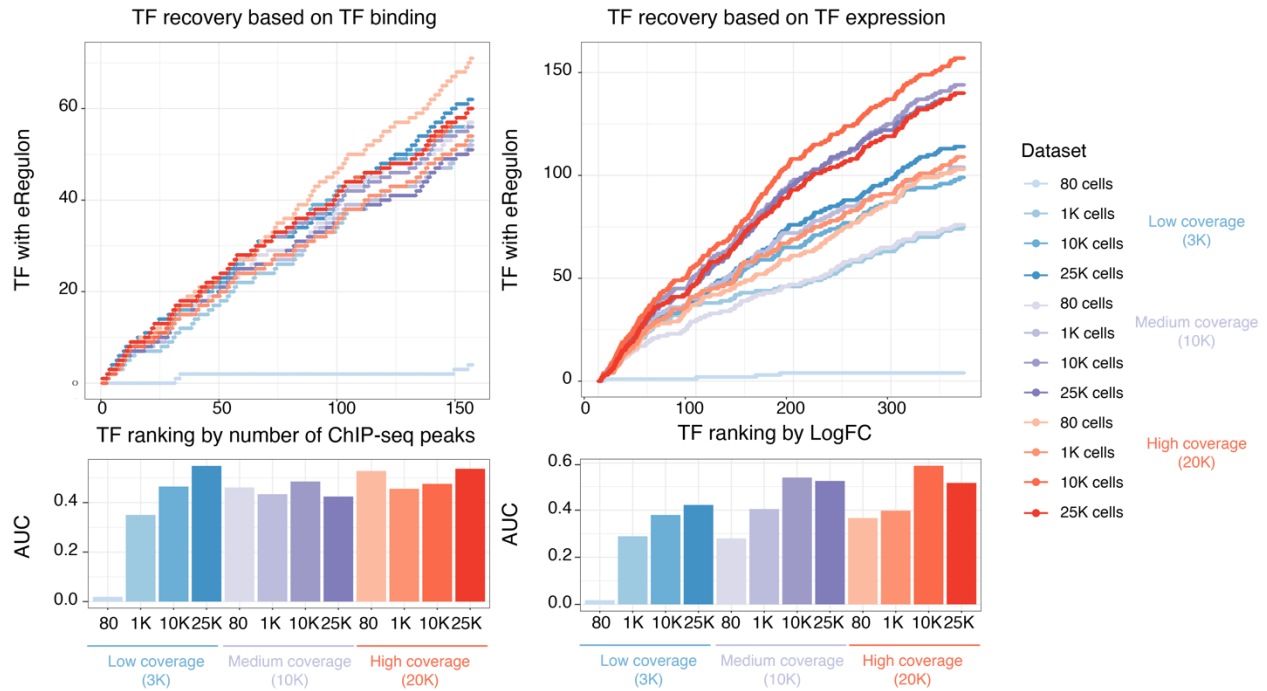 TF recovery based on TF binding
TF with eRegulon
60
40
20
0
0 50 100 150
TF ranking by number of ChIP-seq peaks
AUC
0.4
0.2
0.0
80 1K 10K 25K 80 1K 10K 25K 80 1K 10K 25K
Low coverage
(3K)
Medium coverage
(10K)
High coverage
(20K)
TF recovery based on TF expression
TF with eRegulon
150
100
50
0
0 100 200 300
TF ranking by LogFC
AUC
0.6
0.4
0.2
0.0
80 1K 10K 25K 80 1K 10K 25K 80 1K 10K 25K
Low coverage
(3K)
Medium coverage
(10K)
High coverage
(20K)
Dataset
80 cells
1K cells
10K cells
25K cells
Low coverage
(3K)
80 cells
1K cells
10K cells
25K cells
Medium coverage
(10K)
80 cells
1K cells
10K cells
25K cells
High coverage
(20K)